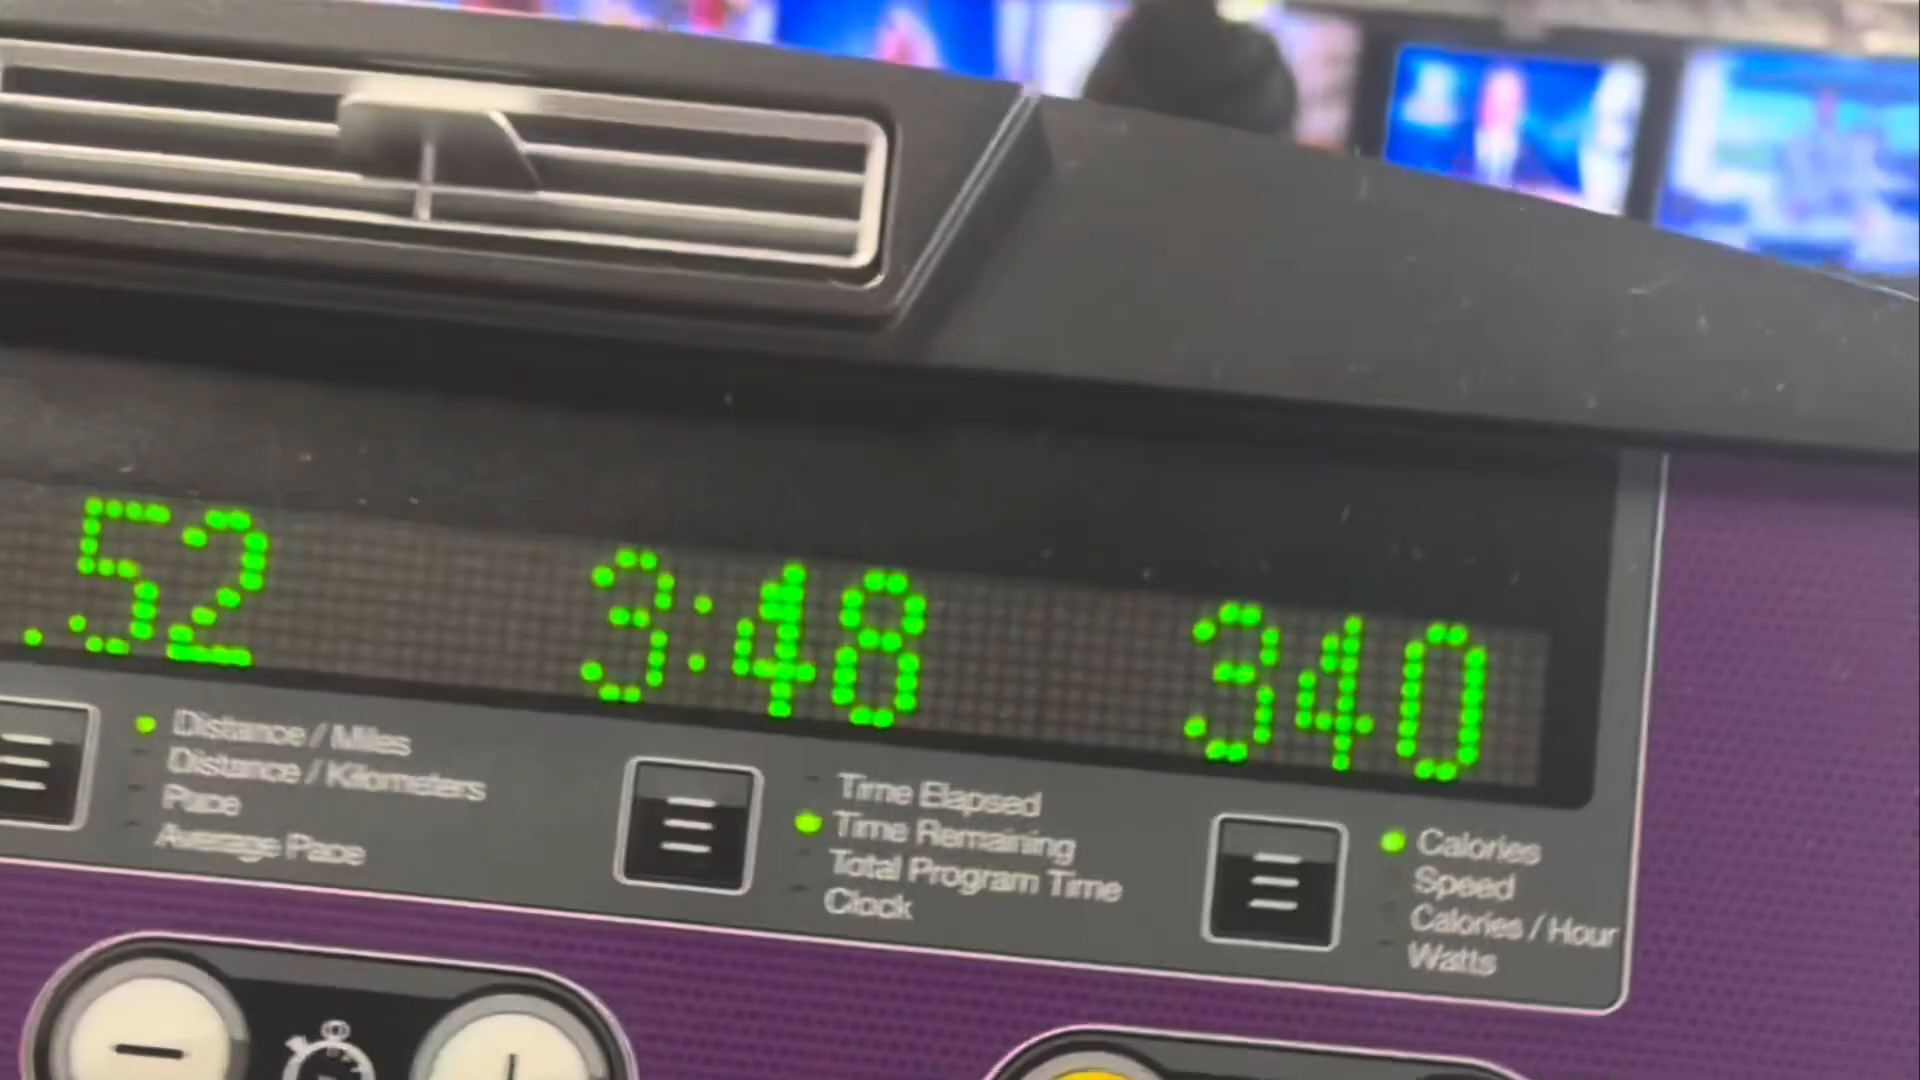 .52 3:48 340
Distance / Miles
Distance / Kilometers
Pace
Average Pace
Time Elapsed
Time Remaining
Total Program Time
Clock
Calories
Speed
Calories / Hour
Watts